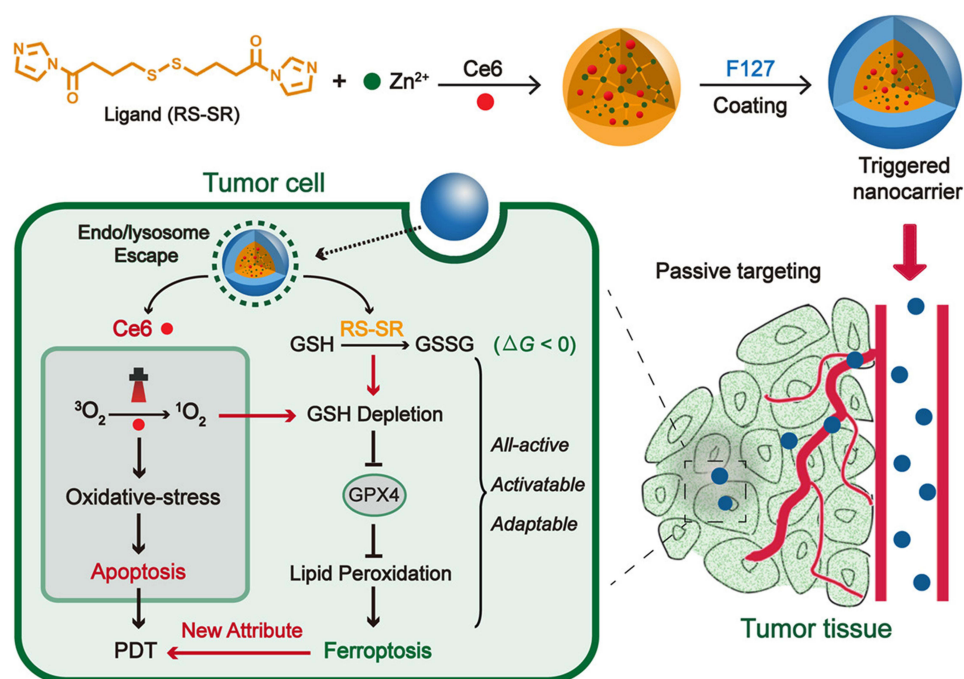 N
N
O
S
S
O
N
N
Ligand (RS-SR)
+
Zn²⁺
Ce6
F127
Coating
Triggered
nanocarrier
Tumor cell
Endo/lysosome
Escape
Passive targeting
Ce6
RS-SR
GSH
GSSG
(ΔG < 0)
³O₂
¹O₂
GSH Depletion
All-active
Activatable
Adaptable
Oxidative-stress
GPX4
Apoptosis
Lipid Peroxidation
PDT
New Attribute
Ferroptosis
Tumor tissue